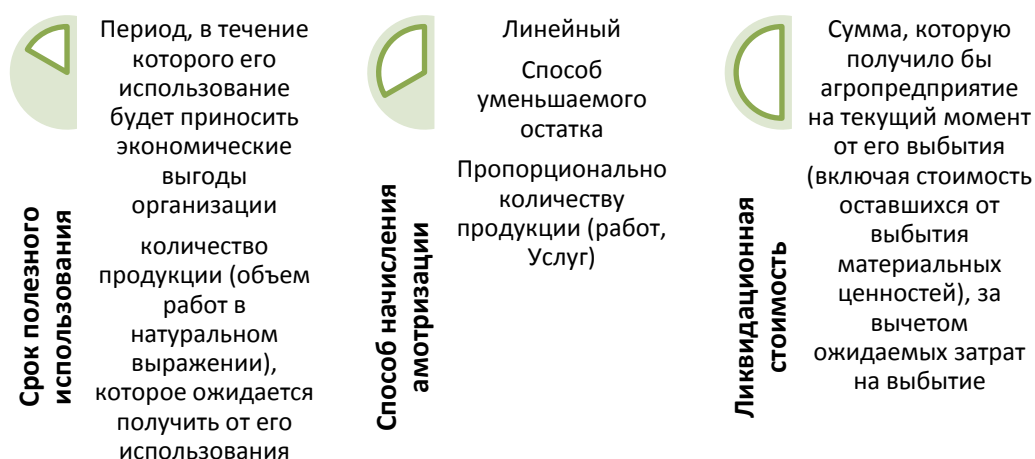 Срок полезного
использования
Период, в течение
которого его
использование
будет приносить
экономические
выгоды
организации
количество
продукции (объем
работ в
натуральном
выражении),
которое ожидается
получить от его
использования
Способ начисления
амотризации
Линейный
Способ
уменьшаемого
остатка
Пропорционально
количеству
продукции (работ,
Услуг)
Ликвидационная
стоимость
Сумма, которую
получило бы
агропредприятие
на текущий момент
от его выбытия
(включая стоимость
оставшихся от
выбытия
материальных
ценностей), за
вычетом
ожидаемых затрат
на выбытие